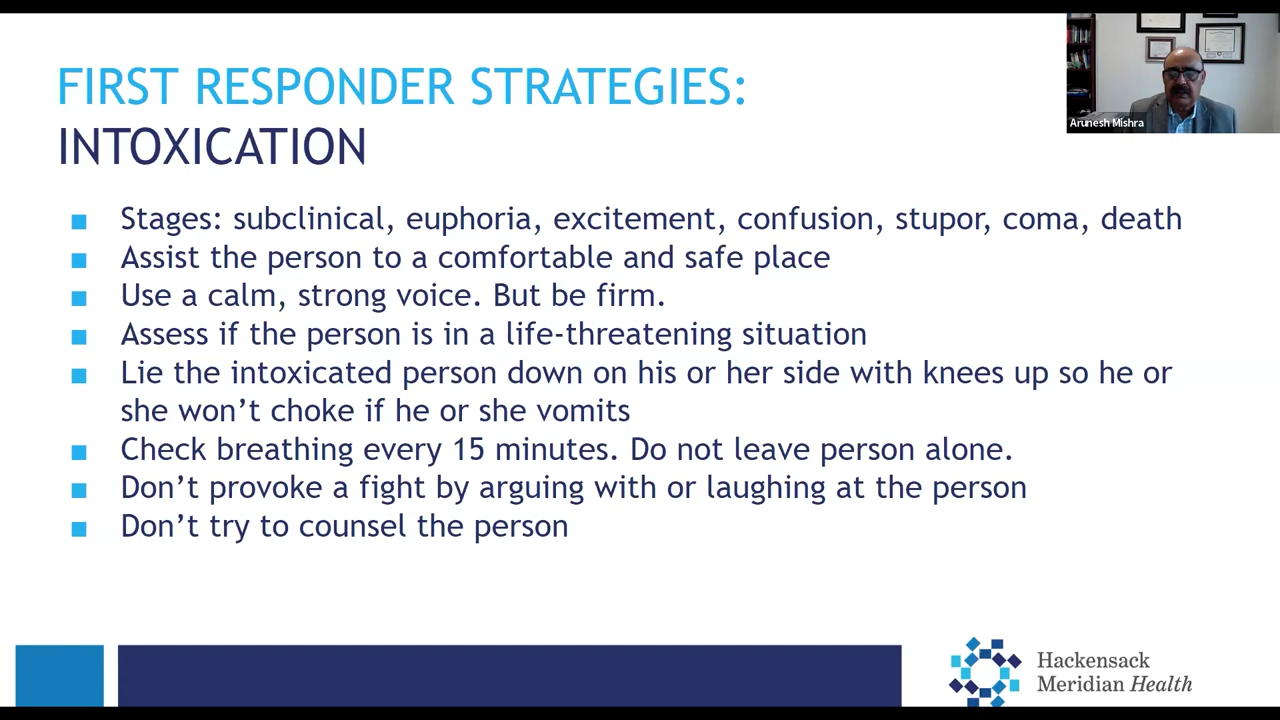 FIRST RESPONDER STRATEGIES:
INTOXICATION
Arunesh Mishra
■ Stages: subclinical, euphoria, excitement, confusion, stupor, coma, death
■ Assist the person to a comfortable and safe place
■ Use a calm, strong voice. But be firm.
■ Assess if the person is in a life-threatening situation
■ Lie the intoxicated person down on his or her side with knees up so he or
she won’t choke if he or she vomits
■ Check breathing every 15 minutes. Do not leave person alone.
■ Don’t provoke a fight by arguing with or laughing at the person
■ Don’t try to counsel the person
Hackensack
Meridian Health